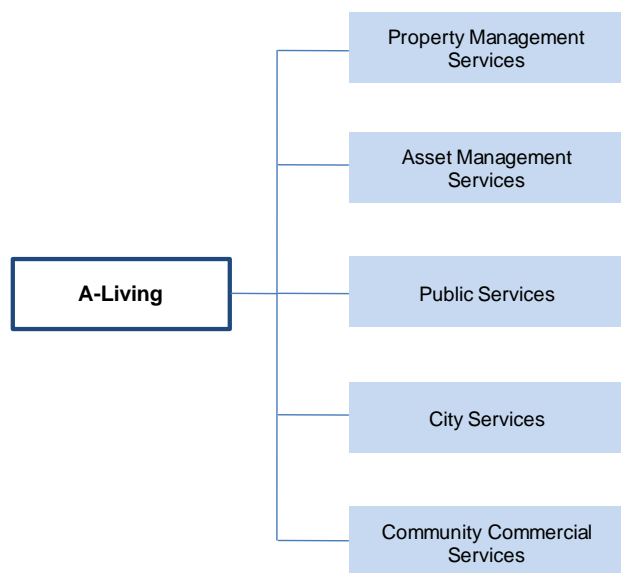 Property Management
Services
Asset Management
Services
A-Living
Public Services
City Services
Community Commercial
Services